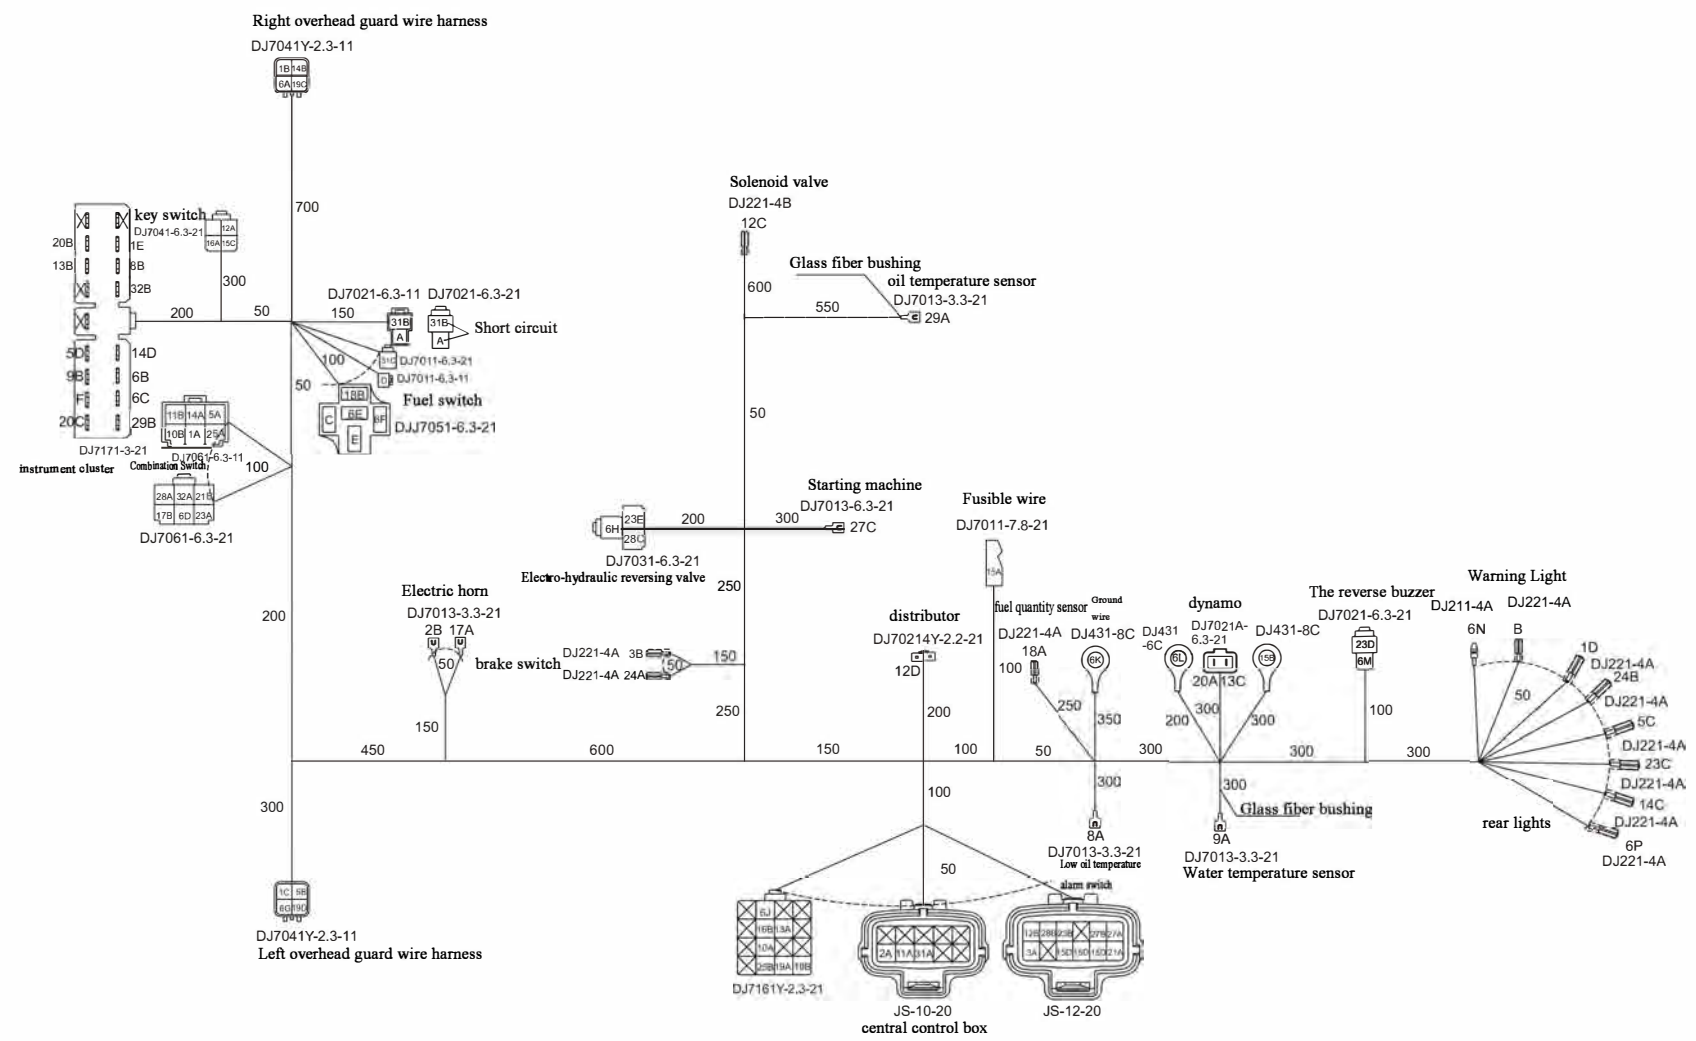 Right overhead guard wire harness
DJ7041Y-2.3-11
1B 14B
6A 19C
700
Solenoid valve
DJ221-4B
12C
key switch
DJ7041-6.3-21
12A
16A 15C
20B
1E
13B
8B
32B
300
200
50
5D
14D
9B
6B
F
6C
20C
29B
DJ7171-3-21
instrument cluster
DJ7021-6.3-11
DJ7021-6.3-21
150
31B
A
31B
A
Short circuit
100
DJ7011-6.3-21
D
DJ7011-6.3-11
50
18B
Fuel switch
C
6E
6F
E
DJJ7051-6.3-21
Glass fiber bushing
oil temperature sensor
DJ7013-3.3-21
600
550
29A
50
11B 14A 5A
10B 1A 25A
DJ7061-6.3-11
Combination Switch
100
28A 32A 21E
17B 6D 23A
DJ7061-6.3-21
Starting machine
DJ7013-6.3-21
27C
200
300
23E
6H
28C
DJ7031-6.3-21
Electro-hydraulic reversing valve
250
Fusible wire
DJ7011-7.8-21
15A
200
Electric horn
DJ7013-3.3-21
2B 17A
50
150
brake switch
DJ221-4A 3B
DJ221-4A 24A
50
150
250
distributor
DJ70214Y-2.2-21
12D
200
fuel quantity sensor
DJ221-4A
18A
100
250
Ground
wire
DJ431-8C
6K
350
dynamo
DJ431
-6C
6L
DJ7021A-
6.3-21
20A 13C
DJ431-8C
15B
200
300
300
The reverse buzzer
DJ7021-6.3-21
23D
6M
100
Warning Light
DJ211-4A
DJ221-4A
6N
B
50
1D
DJ221-4A
24B
DJ221-4A
5C
DJ221-4A
23C
DJ221-4A
14C
DJ221-4A
6P
DJ221-4A
rear lights
450
600
150
100
50
300
300
300
300
100
50
300
8A
DJ7013-3.3-21
Low oil temperature
alarm switch
300
Glass fiber bushing
9A
DJ7013-3.3-21
Water temperature sensor
1C 5B
6G 19D
DJ7041Y-2.3-11
Left overhead guard wire harness
6J
16B 13A
10A
25B 19A 19B
DJ7161Y-2.3-21
2A 11A 31A
JS-10-20
central control box
12B 28B 23B 27B 27A
3A 15D 15D 15D 21A
JS-12-20